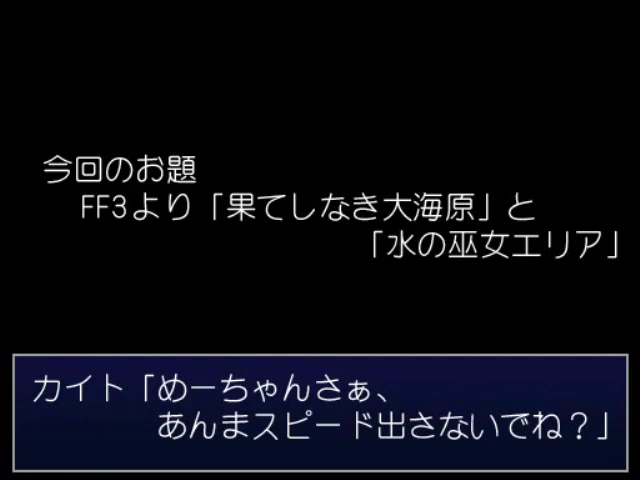 今回のお題
FF3より「果てしなき大海原」と
「水の巫女エリア」
カイト「めーちゃんさぁ、
あんまスピード出さないでね？」